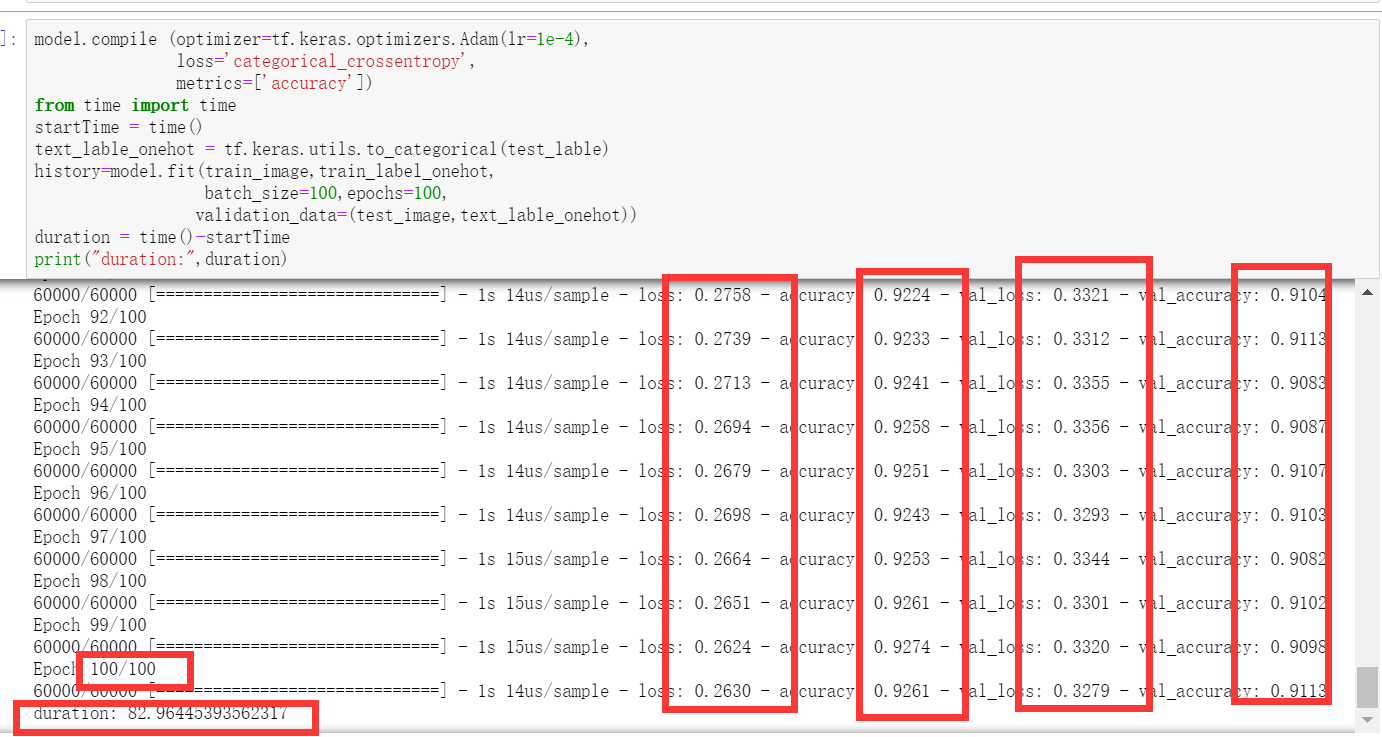 ]:
model.compile (optimizer=tf.keras.optimizers.Adam(lr=1e-4),
loss='categorical_crossentropy',
metrics=['accuracy'])
from time import time
startTime = time()
text_lable_onehot = tf.keras.utils.to_categorical(test_lable)
history=model.fit(train_image,train_label_onehot,
batch_size=100,epochs=100,
validation_data=(test_image,text_lable_onehot))
duration = time()-startTime
print("duration:",duration)
60000/60000 [==============================] - 1s 14us/sample - loss: 0.2758 - accuracy: 0.9224 - val_loss: 0.3321 - val_accuracy: 0.9104
Epoch 92/100
60000/60000 [==============================] - 1s 14us/sample - loss: 0.2739 - accuracy: 0.9233 - val_loss: 0.3312 - val_accuracy: 0.9113
Epoch 93/100
60000/60000 [==============================] - 1s 14us/sample - loss: 0.2713 - accuracy: 0.9241 - val_loss: 0.3355 - val_accuracy: 0.9083
Epoch 94/100
60000/60000 [==============================] - 1s 14us/sample - loss: 0.2694 - accuracy: 0.9258 - val_loss: 0.3356 - val_accuracy: 0.9087
Epoch 95/100
60000/60000 [==============================] - 1s 14us/sample - loss: 0.2679 - accuracy: 0.9251 - val_loss: 0.3303 - val_accuracy: 0.9107
Epoch 96/100
60000/60000 [==============================] - 1s 14us/sample - loss: 0.2698 - accuracy: 0.9243 - val_loss: 0.3293 - val_accuracy: 0.9103
Epoch 97/100
60000/60000 [==============================] - 1s 15us/sample - loss: 0.2664 - accuracy: 0.9253 - val_loss: 0.3344 - val_accuracy: 0.9082
Epoch 98/100
60000/60000 [==============================] - 1s 15us/sample - loss: 0.2651 - accuracy: 0.9261 - val_loss: 0.3301 - val_accuracy: 0.9102
Epoch 99/100
60000/60000 [==============================] - 1s 15us/sample - loss: 0.2624 - accuracy: 0.9274 - val_loss: 0.3320 - val_accuracy: 0.9098
Epoch 100/100
60000/60000 [==============================] - 1s 14us/sample - loss: 0.2630 - accuracy: 0.9261 - val_loss: 0.3279 - val_accuracy: 0.9113
duration: 82.96445393562317